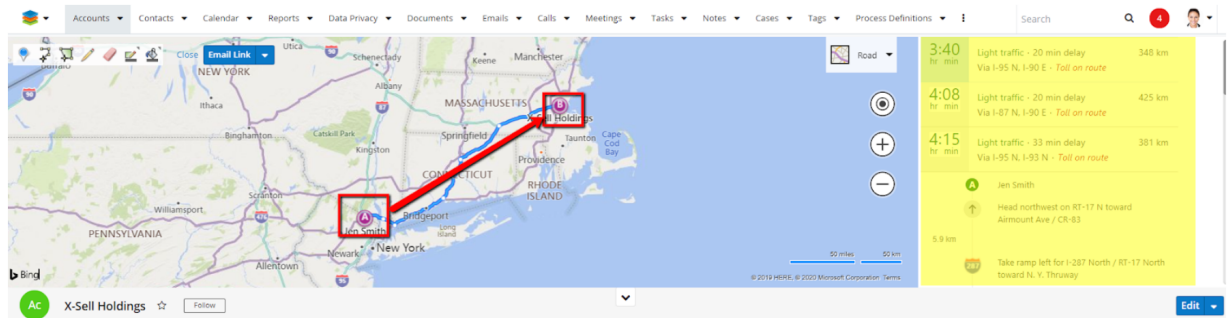 Accounts Contacts Calendar Reports Data Privacy Documents Emails Calls Meetings Tasks Notes Cases Tags Process Definitions Search 4
Close Email Link
Road
Utica
Schenectady
Keene
Manchester
NEW YORK
Albany
Ithaca
MASSACHUSETTS
B
X-Sell Holdings
Binghamton
Catskill Park
Springfield
Taunton
Cape
Cod
Bay
Kingston
Providence
CONNECTICUT
RHODE
ISLAND
Scranton
Williamsport
A
Jen Smith
Bridgeport
Long
Island
PENNSYLVANIA
Newark
New York
Allentown
Bing
50 miles 50 km
© 2019 HERE, © 2020 Microsoft Corporation Terms
3:40 Light traffic - 20 min delay 348 km
hr min Via I-95 N, I-90 E - Toll on route
4:08 Light traffic - 20 min delay 425 km
hr min Via I-87 N, I-90 E - Toll on route
4:15 Light traffic - 33 min delay 381 km
hr min Via I-95 N, I-93 N - Toll on route
A Jen Smith
Head northwest on RT-17 N toward
Airmount Ave / CR-83
5.9 km
287 Take ramp left for I-287 North / RT-17 North
toward N. Y. Thruway
Ac X-Sell Holdings Follow Edit